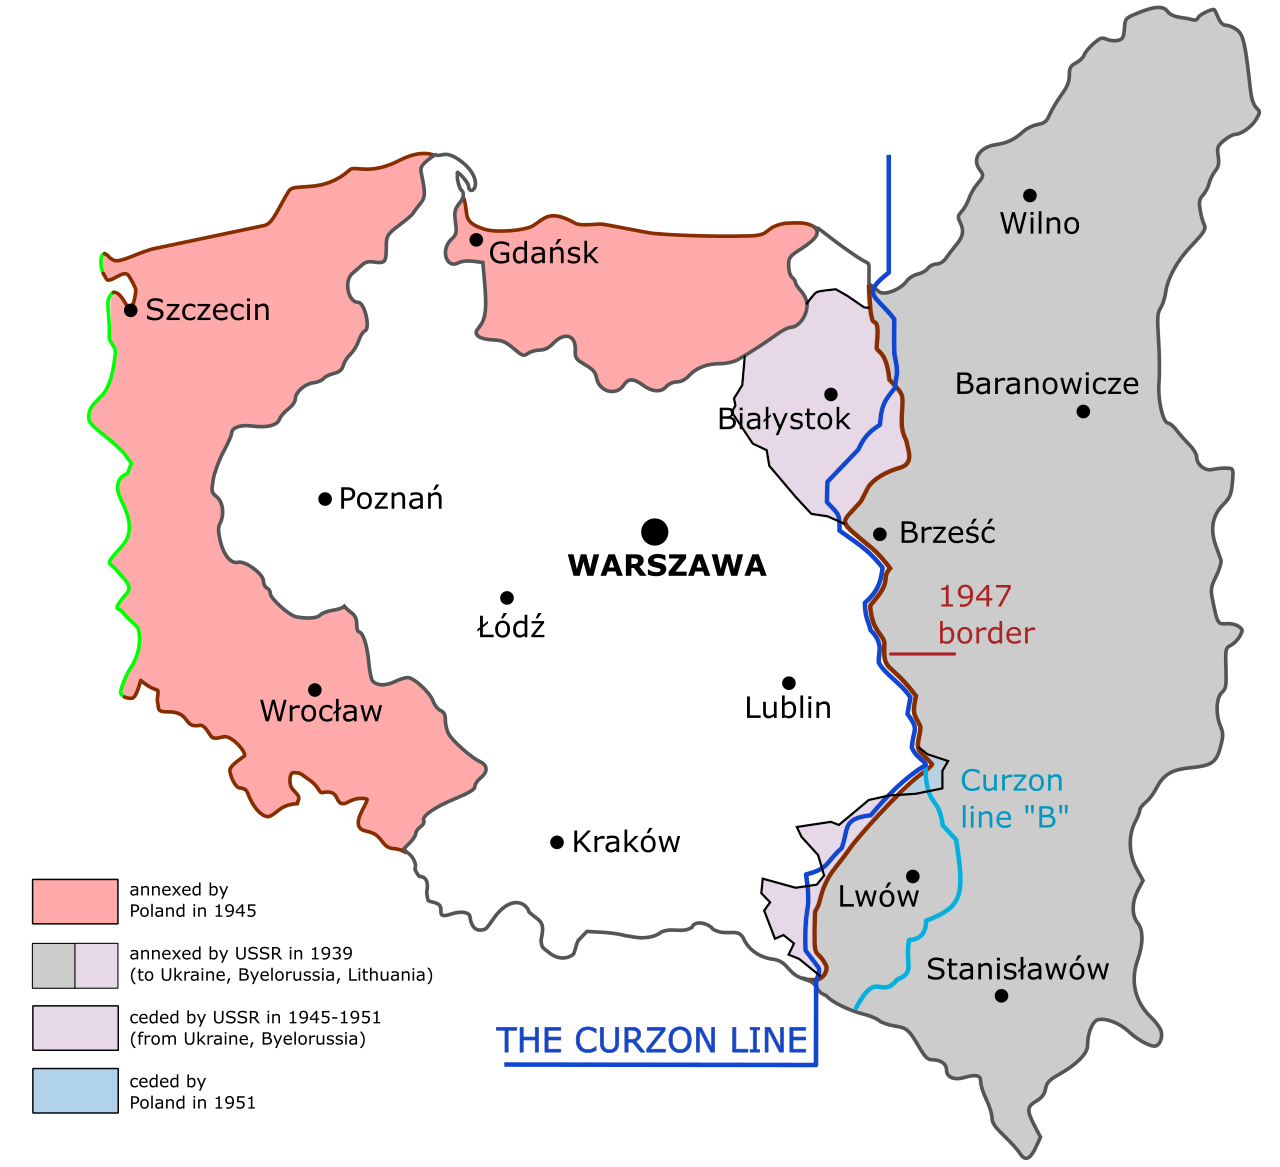 Wilno
Gdańsk
Szczecin
Baranowicze
Białystok
Poznań
Brześć
WARSZAWA
1947
border
Łódź
Wrocław
Lublin
Curzon
line "B"
Kraków
Lwów
Stanisławów
THE CURZON LINE
annexed by
Poland in 1945
annexed by USSR in 1939
(to Ukraine, Byelorussia, Lithuania)
ceded by USSR in 1945-1951
(from Ukraine, Byelorussia)
ceded by
Poland in 1951